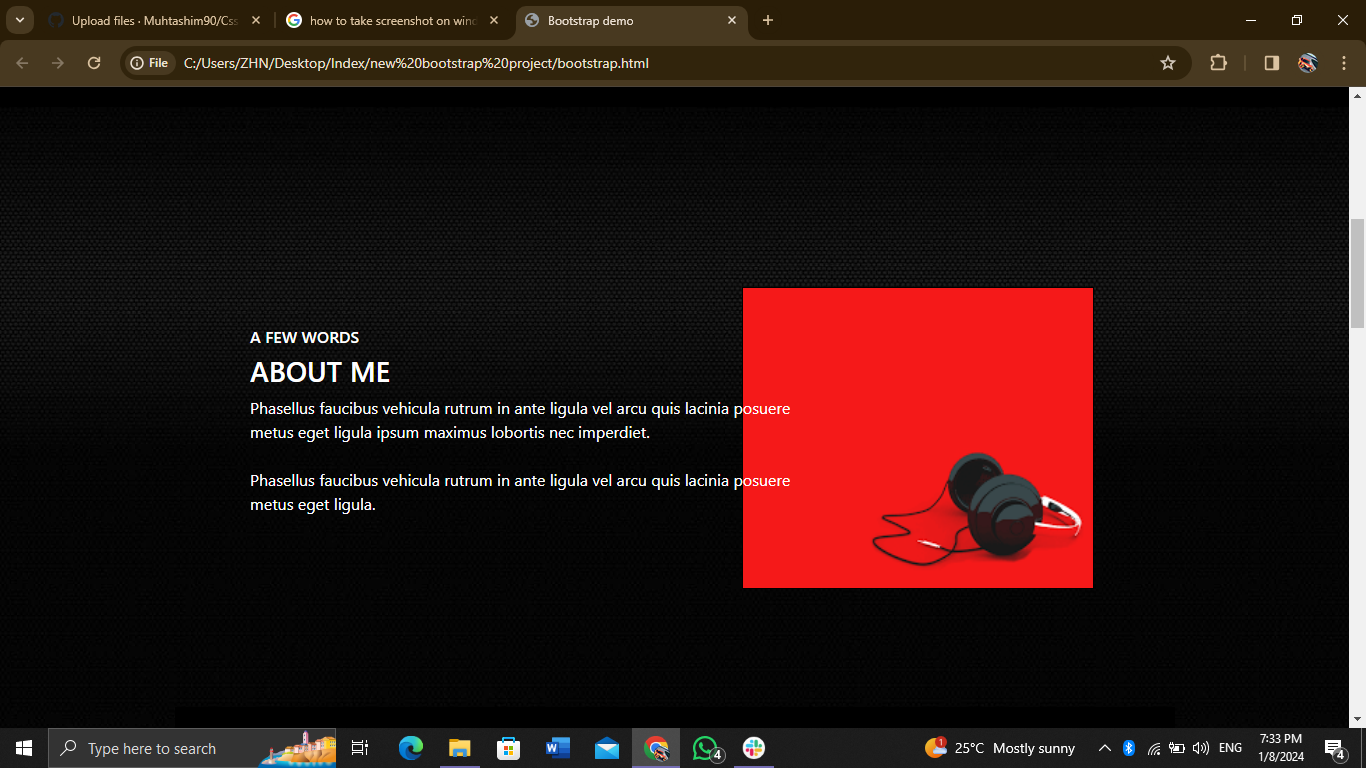 Upload files · Muhtashim90/Css
how to take screenshot on wind
Bootstrap demo
File
C:/Users/ZHN/Desktop/Index/new%20bootstrap%20project/bootstrap.html
A FEW WORDS
ABOUT ME
Phasellus faucibus vehicula rutrum in ante ligula vel arcu quis lacinia posuere
metus eget ligula ipsum maximus lobortis nec imperdiet.
Phasellus faucibus vehicula rutrum in ante ligula vel arcu quis lacinia posuere
metus eget ligula.
Type here to search
W
4
1
25°C Mostly sunny
ENG
7:33 PM
1/8/2024
4